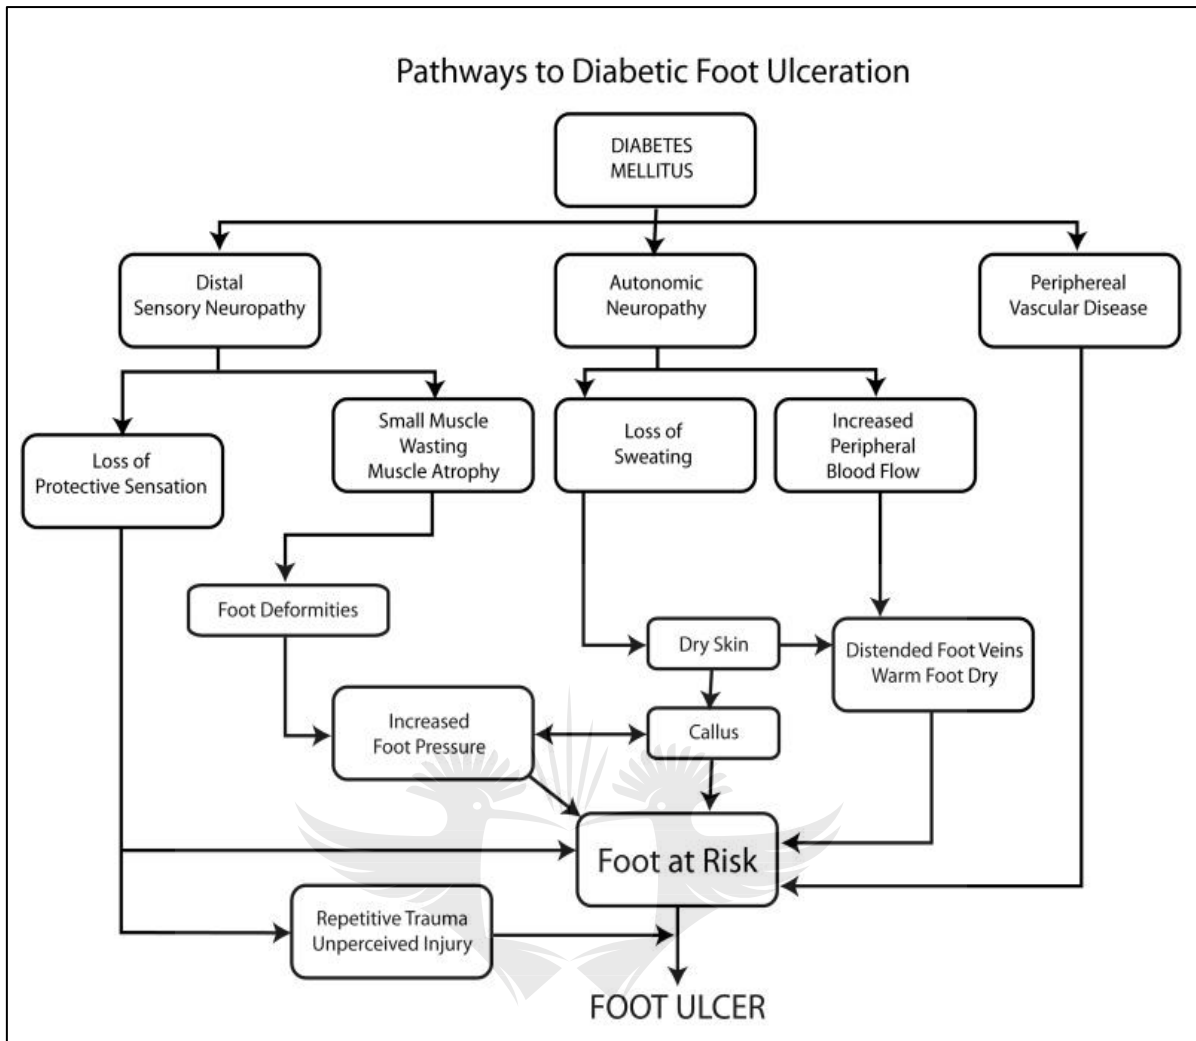 Pathways to Diabetic Foot Ulceration
DIABETES
MELLITUS
Distal
Sensory Neuropathy
Autonomic
Neuropathy
Periphereal
Vascular Disease
Loss of
Protective Sensation
Small Muscle
Wasting
Muscle Atrophy
Loss of
Sweating
Increased
Peripheral
Blood Flow
Foot Deformities
Dry Skin
Distended Foot Veins
Warm Foot Dry
Increased
Foot Pressure
Callus
Foot at Risk
Repetitive Trauma
Unperceived Injury
FOOT ULCER